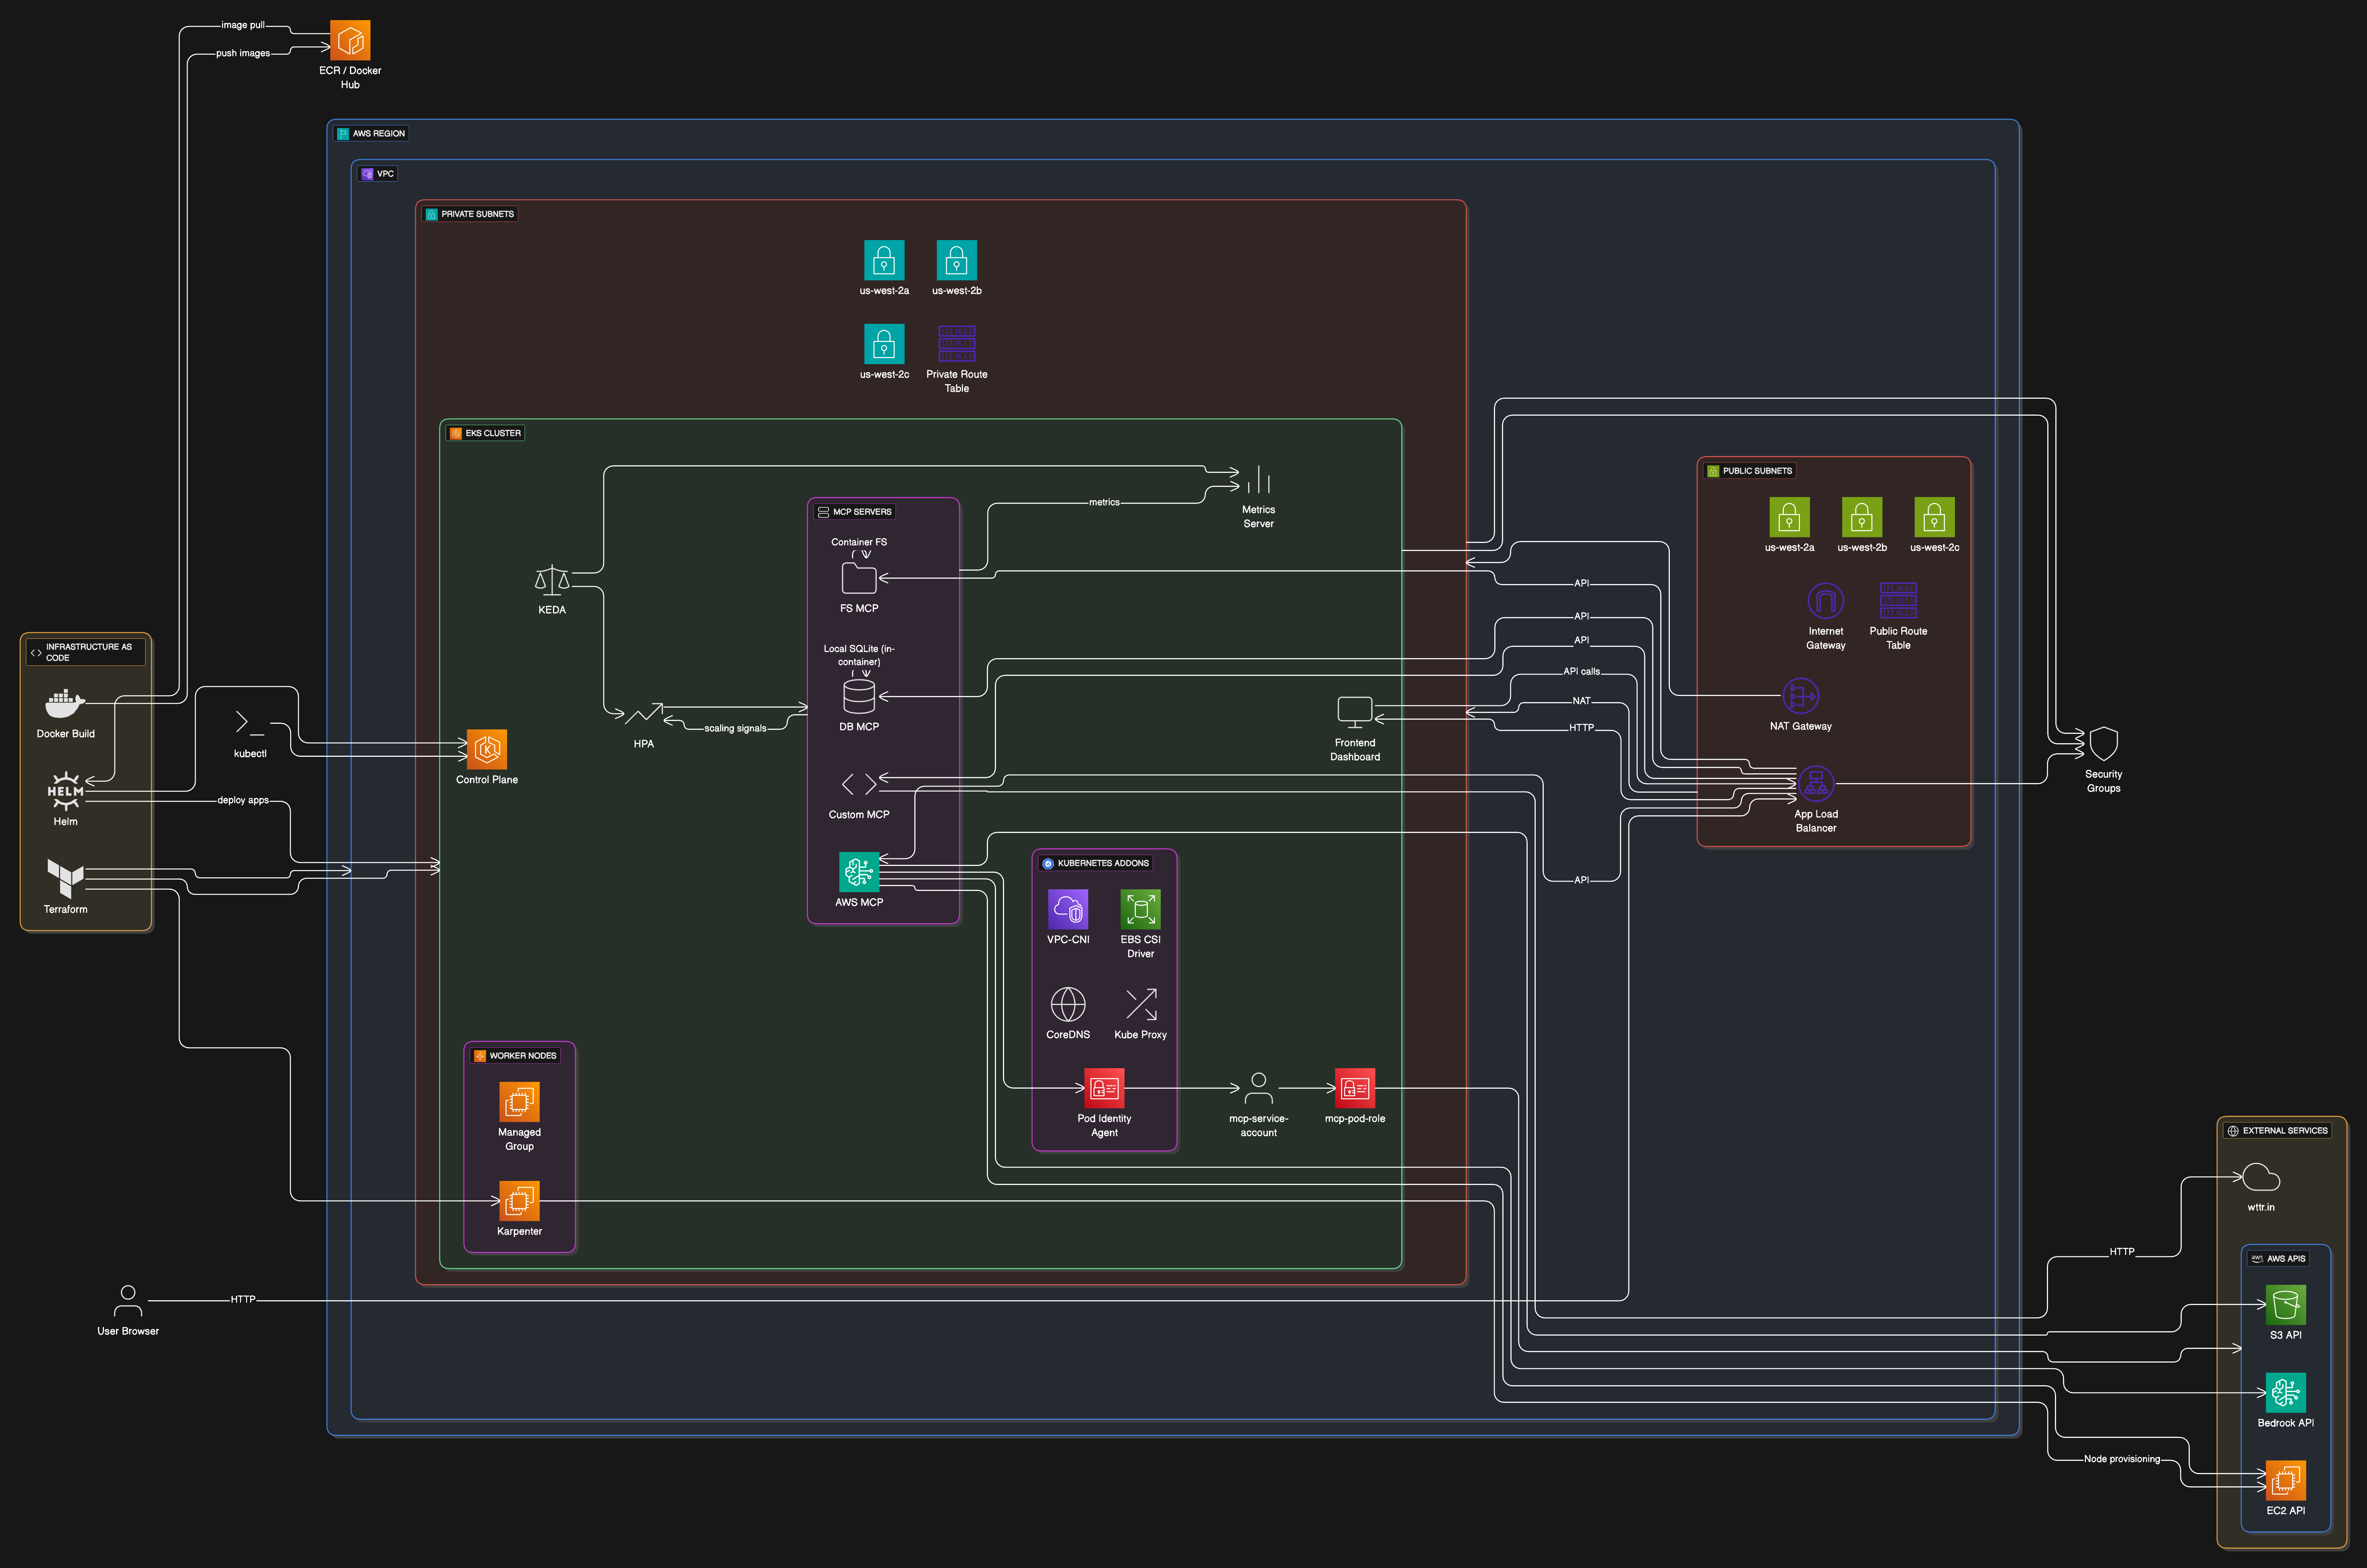 image pull
push images
ECR / Docker
Hub
AWS REGION
VPC
PRIVATE SUBNETS
us-west-2a
us-west-2b
us-west-2c
Private Route
Table
EKS CLUSTER
KEDA
HPA
scaling signals
metrics
Metrics
Server
MCP SERVERS
Container FS
FS MCP
Local SQLite (in-
container)
DB MCP
Custom MCP
AWS MCP
Control Plane
Frontend
Dashboard
KUBERNETES ADDONS
VPC-CNI
EBS CSI
Driver
CoreDNS
Kube Proxy
Pod Identity
Agent
mcp-service-
account
mcp-pod-role
WORKER NODES
Managed
Group
Karpenter
INFRASTRUCTURE AS
CODE
Docker Build
HELM
Helm
Terraform
kubectl
deploy apps
User Browser
HTTP
API
API
API
API calls
NAT
HTTP
API
PUBLIC SUBNETS
us-west-2a
us-west-2b
us-west-2c
Internet
Gateway
Public Route
Table
NAT Gateway
App Load
Balancer
Security
Groups
HTTP
Node provisioning
EXTERNAL SERVICES
wttr.in
aws
AWS APIS
S3 API
Bedrock API
EC2 API